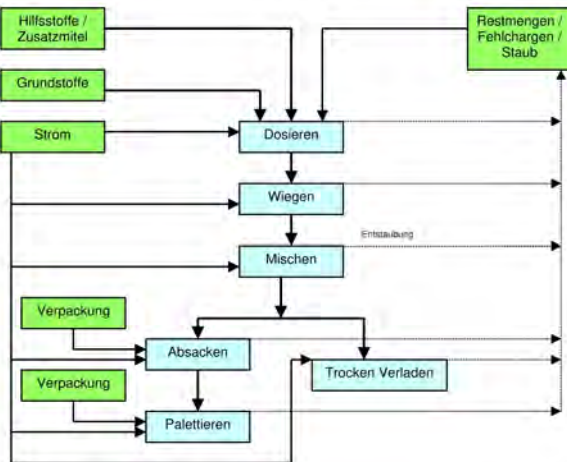 Hilfsstoffe /
Zusatzmitel
Restmengen /
Fehlchargen /
Staub
Grundstoffe
Strom
Dosieren
Wiegen
Entstaubung
Mischen
Verpackung
Absacken
Trocken Verladen
Verpackung
Palettieren